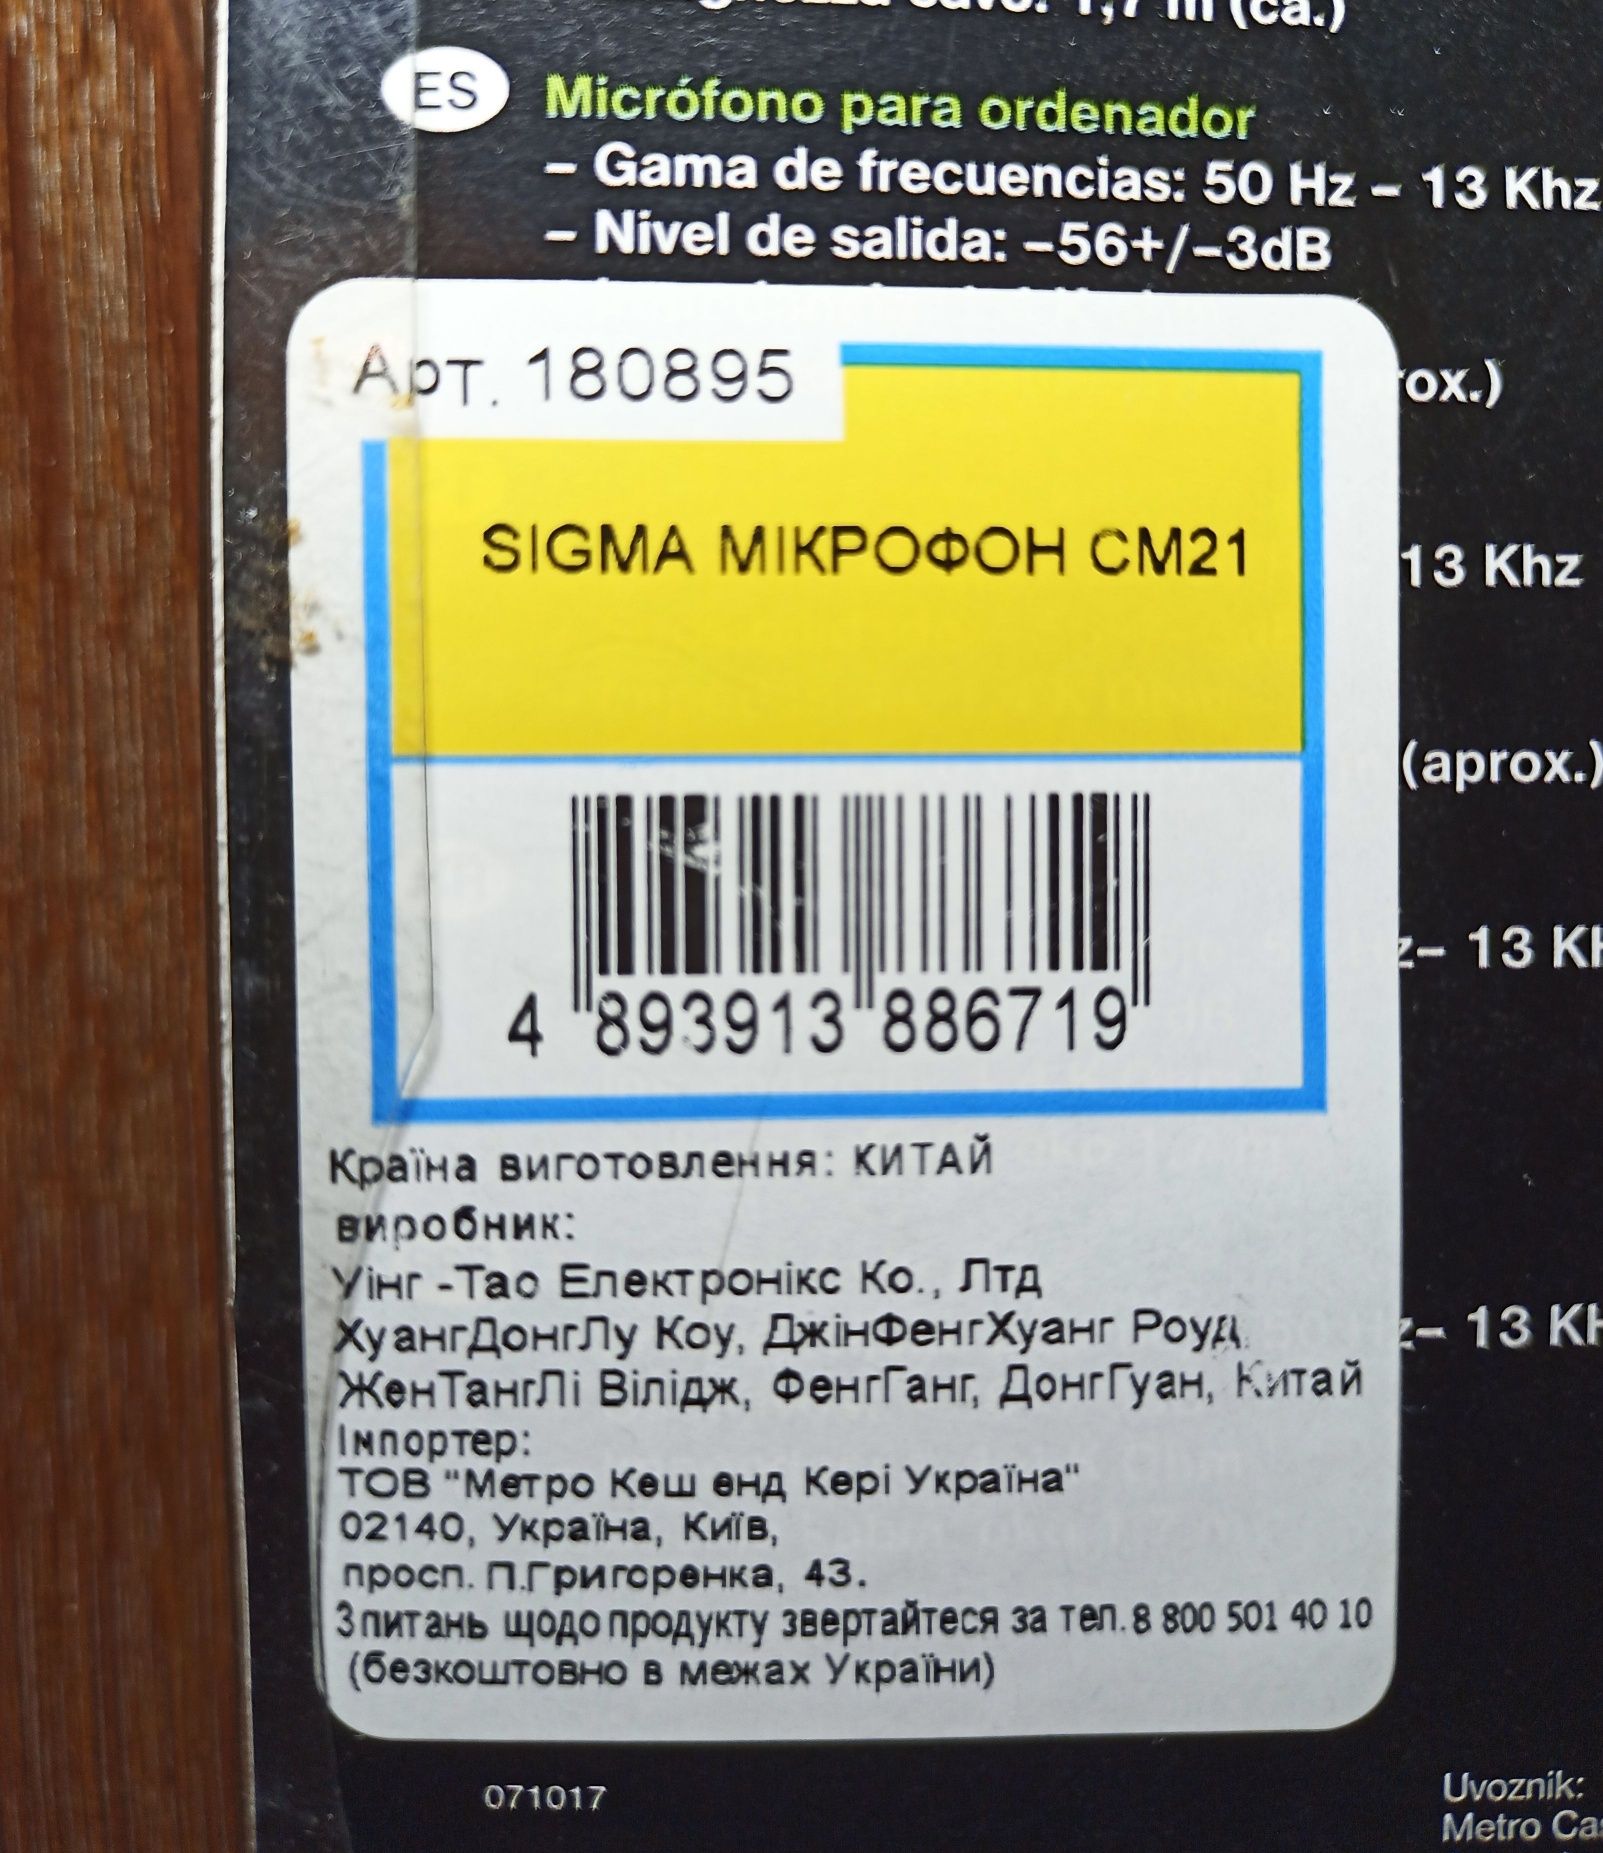 1,7 m (ca.)
ES
Micrófono para ordenador
– Gama de frecuencias: 50 Hz – 13 Khz
– Nivel de salida: –56+/–3dB
Арт. 180895
ox.)
SIGMA МІКРОФОН CM21
13 Khz
(aprox.)
z– 13 Kh
4 893913 886719
Країна виготовлення: КИТАЙ
виробник:
Уінг -Тао Електронікс Ко., Лтд
ХуангДонгЛу Коу, ДжінФенгХуанг Роуд,
z– 13 Kh
ЖенТангЛі Вілідж, ФенгГанг, ДонгГуан, Китай
Імпортер:
ТОВ "Метро Кеш енд Кері Україна"
02140, Україна, Київ,
просп. П.Григоренка, 43.
З питань щодо продукту звертайтеся за тел. 8 800 501 40 10
(безкоштовно в межах України)
071017
Uvoznik:
Metro Cas